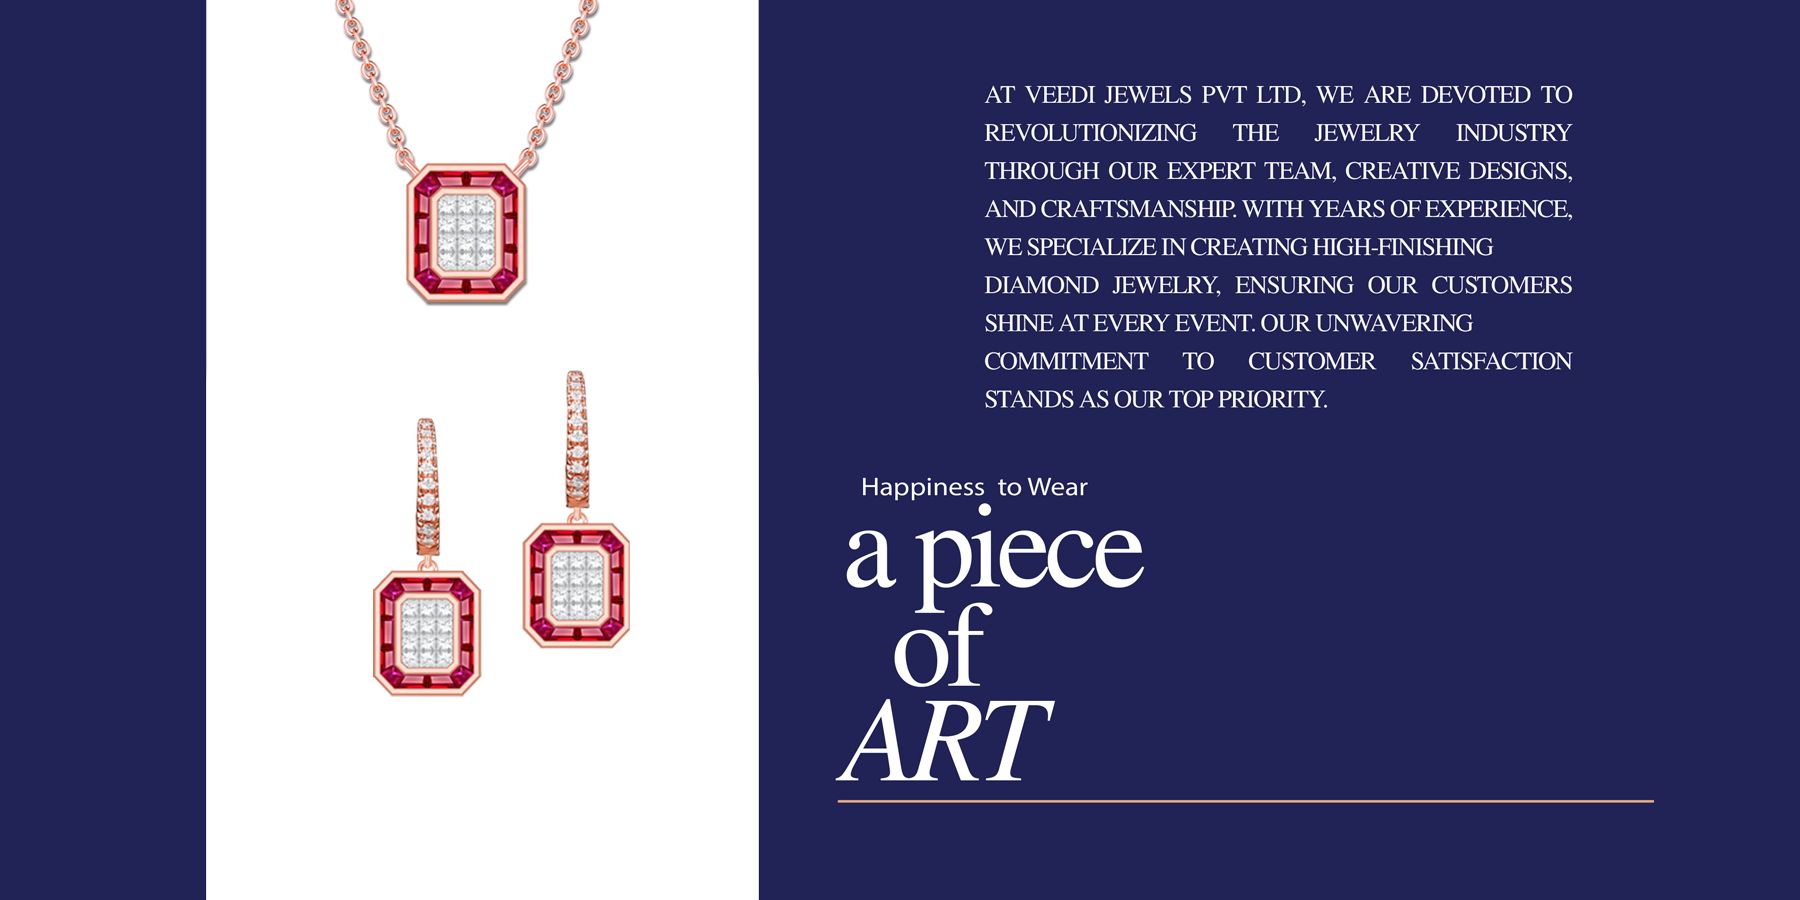 AT VEEDI JEWELS PVT LTD, WE ARE DEVOTED TO
REVOLUTIONIZING THE JEWELRY INDUSTRY
THROUGH OUR EXPERT TEAM, CREATIVE DESIGNS,
AND CRAFTSMANSHIP. WITH YEARS OF EXPERIENCE,
WE SPECIALIZE IN CREATING HIGH-FINISHING
DIAMOND JEWELRY, ENSURING OUR CUSTOMERS
SHINE AT EVERY EVENT. OUR UNWAVERING
COMMITMENT TO CUSTOMER SATISFACTION
STANDS AS OUR TOP PRIORITY.
Happiness to Wear
a piece
of
ART